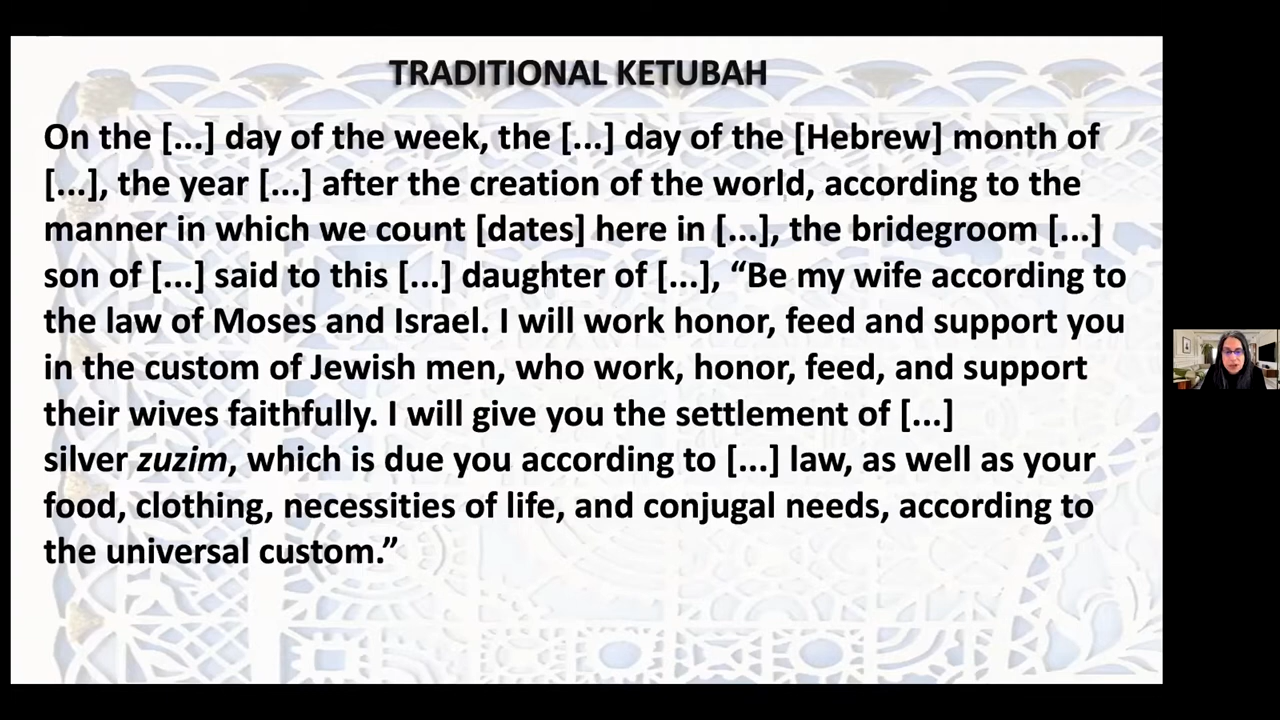 TRADITIONAL KETUBAH
On the [...] day of the week, the [...] day of the [Hebrew] month of
[...], the year [...] after the creation of the world, according to the
manner in which we count [dates] here in [...], the bridegroom [...]
son of [...] said to this [...] daughter of [...], “Be my wife according to
the law of Moses and Israel. I will work honor, feed and support you
in the custom of Jewish men, who work, honor, feed, and support
their wives faithfully. I will give you the settlement of [...]
silver zuzim, which is due you according to [...] law, as well as your
food, clothing, necessities of life, and conjugal needs, according to
the universal custom.”